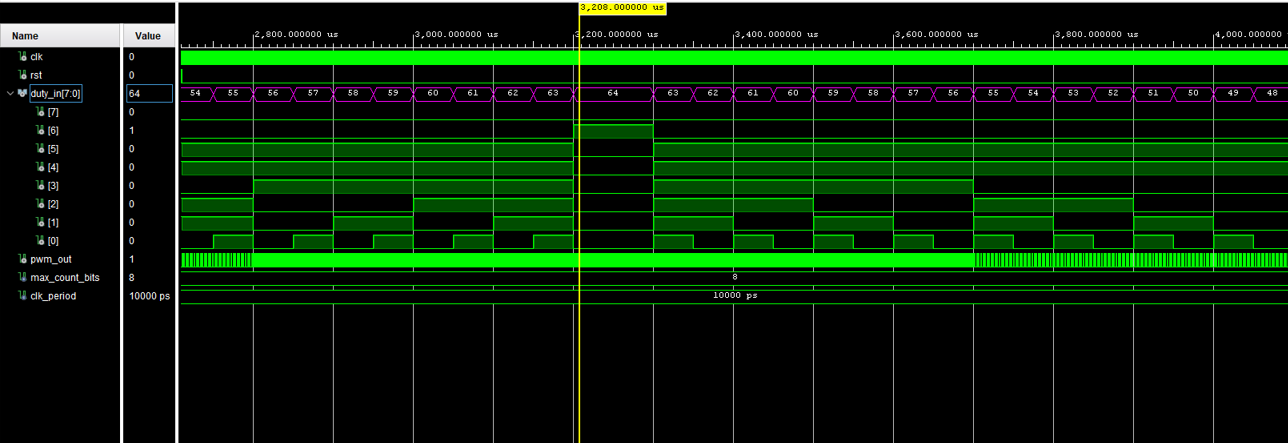 3,208.000000 us
Name Value
2,800.000000 us 3,000.000000 us 3,200.000000 us 3,400.000000 us 3,600.000000 us 3,800.000000 us 4,000.000000 us
clk 0
rst 0
duty_in[7:0] 64 54 55 56 57 58 59 60 61 62 63 64 63 62 61 60 59 58 57 56 55 54 53 52 51 50 49 48
[7] 0
[6] 1
[5] 0
[4] 0
[3] 0
[2] 0
[1] 0
[0] 0
pwm_out 1
max_count_bits 8 8
clk_period 10000 ps 10000 ps